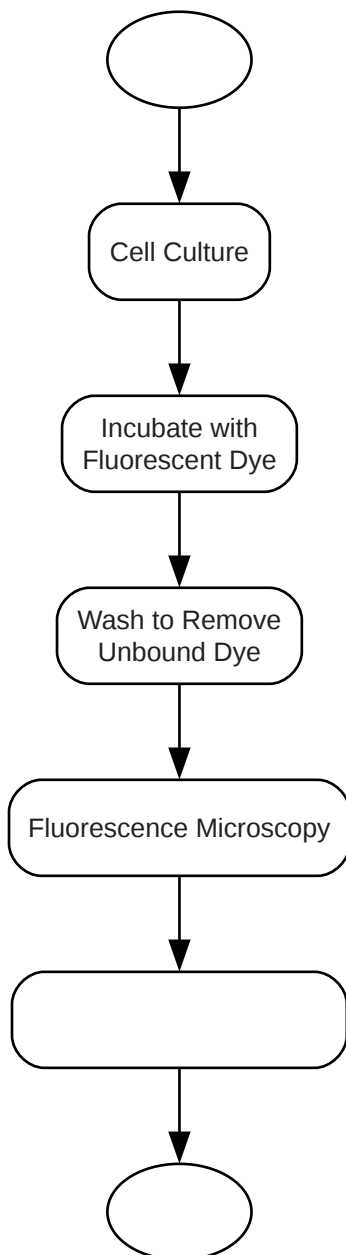 Cell Culture
Incubate with
Fluorescent Dye
Wash to Remove
Unbound Dye
Fluorescence Microscopy